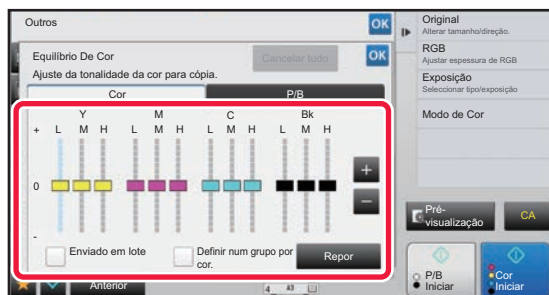 Outros
OK
Equilíbrio De Cor
Cancelar tudo
OK
Ajuste da tonalidade da cor para cópia.
Cor
P/B
Y M C Bk
+ L M H L M H L M H L M H
0
+
-
-
Enviado em lote
Definir num grupo por
cor.
Repor
Anterior
4 A3
Original
Alterar tamanho/direção.
RGB
Ajustar espessura de RGB
Exposição
Seleccionar tipo/exposição
Modo de Cor
Pré-
visualização
CA
P/B
Iniciar
Cor
Iniciar